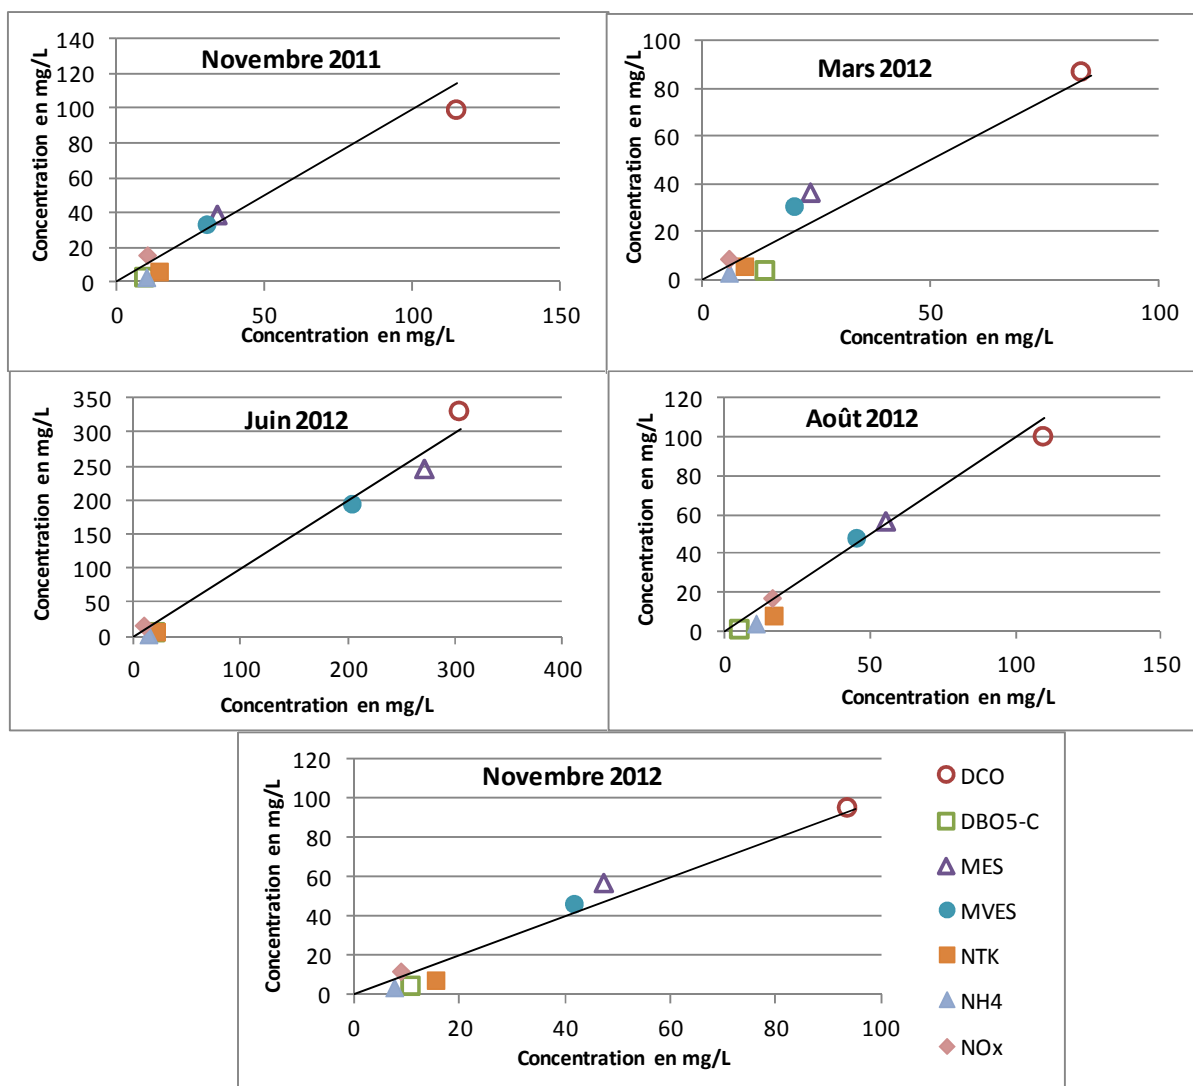 Novembre 2011
Concentration en mg/L
140
120
100
80
60
40
20
0
0 50 100 150
Concentration en mg/L
Mars 2012
Concentration en mg/L
100
80
60
40
20
0
0 50 100
Concentration en mg/L
Juin 2012
Concentration en mg/L
350
300
250
200
150
100
50
0
0 100 200 300 400
Concentration en mg/L
Août 2012
Concentration en mg/L
120
100
80
60
40
20
0
0 50 100 150
Concentration en mg/L
Novembre 2012
Concentration en mg/L
120
100
80
60
40
20
0
0 20 40 60 80 100
Concentration en mg/L
DCO
DBO5-C
MES
MVES
NTK
NH4
NOx